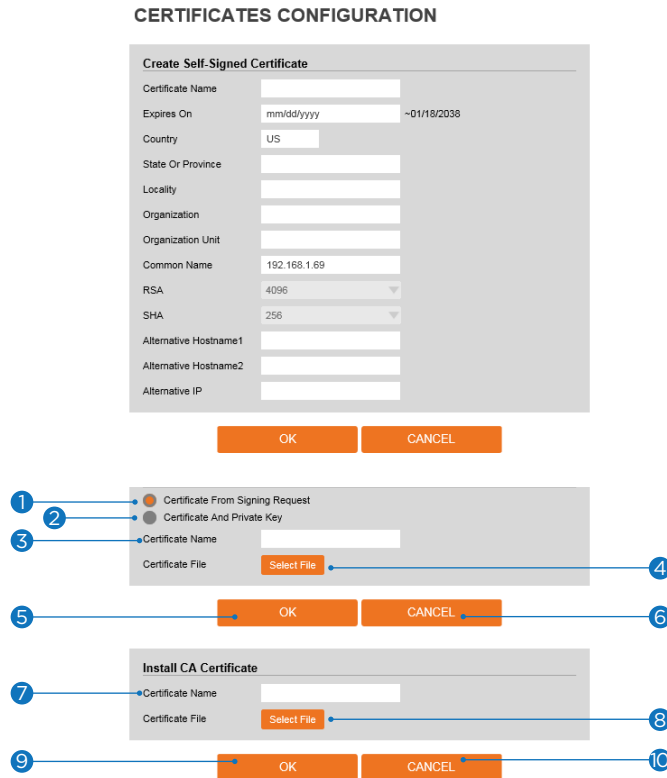 CERTIFICATES CONFIGURATION
Create Self-Signed Certificate
Certificate Name
Expires On mm/dd/yyyy ~01/18/2038
Country US
State Or Province
Locality
Organization
Organization Unit
Common Name 192.168.1.69
RSA 4096
SHA 256
Alternative Hostname1
Alternative Hostname2
Alternative IP
OK CANCEL
1 Certificate From Signing Request
2 Certificate And Private Key
3 Certificate Name
Certificate File Select File 4
5 OK CANCEL 6
Install CA Certificate
7 Certificate Name
Certificate File Select File 8
9 OK CANCEL 10